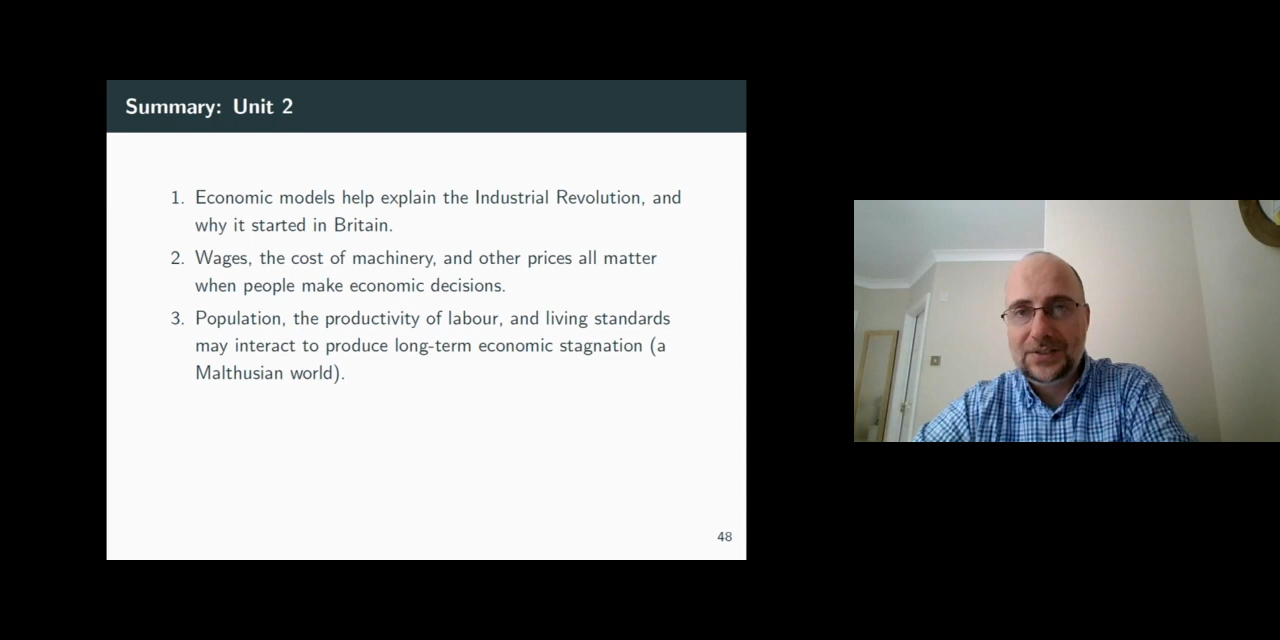 Summary: Unit 2
1. Economic models help explain the Industrial Revolution, and
why it started in Britain.
2. Wages, the cost of machinery, and other prices all matter
when people make economic decisions.
3. Population, the productivity of labour, and living standards
may interact to produce long-term economic stagnation (a
Malthusian world).
48